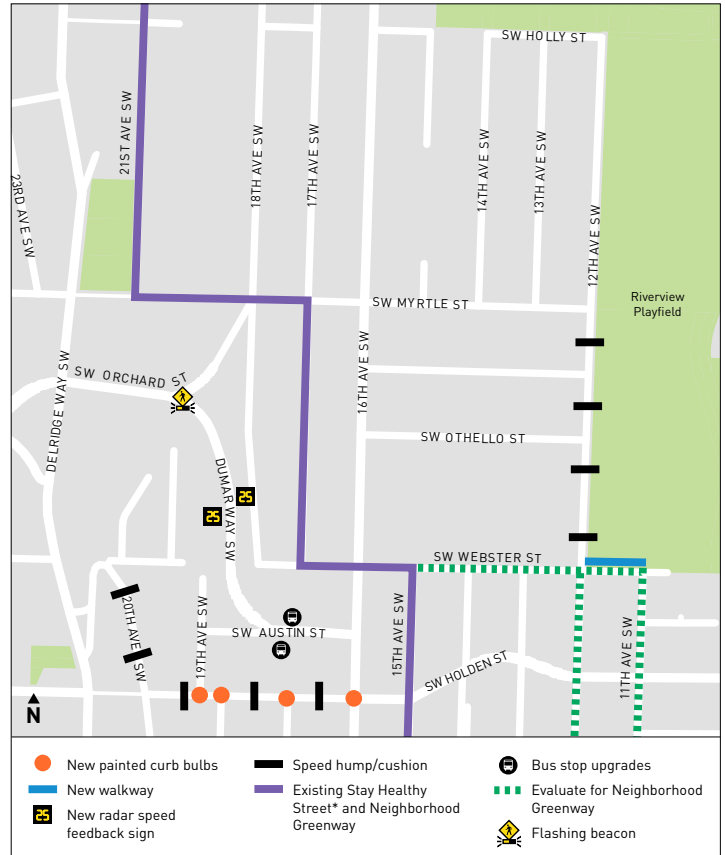 SW HOLLY ST
21ST AVE SW
18TH AVE SW
17TH AVE SW
14TH AVE SW
13TH AVE SW
23RD AVE SW
12TH AVE SW
Riverview
Playfield
SW MYRTLE ST
16TH AVE SW
SW ORCHARD ST
DELRIDGE WAY SW
SW OTHELLO ST
DUMAR WAY SW
25
25
SW WEBSTER ST
20TH AVE SW
19TH AVE SW
SW AUSTIN ST
15TH AVE SW
11TH AVE SW
SW HOLDEN ST
N
New painted curb bulbs
New walkway
25
New radar speed
feedback sign
Speed hump/cushion
Existing Stay Healthy
Street* and Neighborhood
Greenway
Bus stop upgrades
Evaluate for Neighborhood
Greenway
Flashing beacon